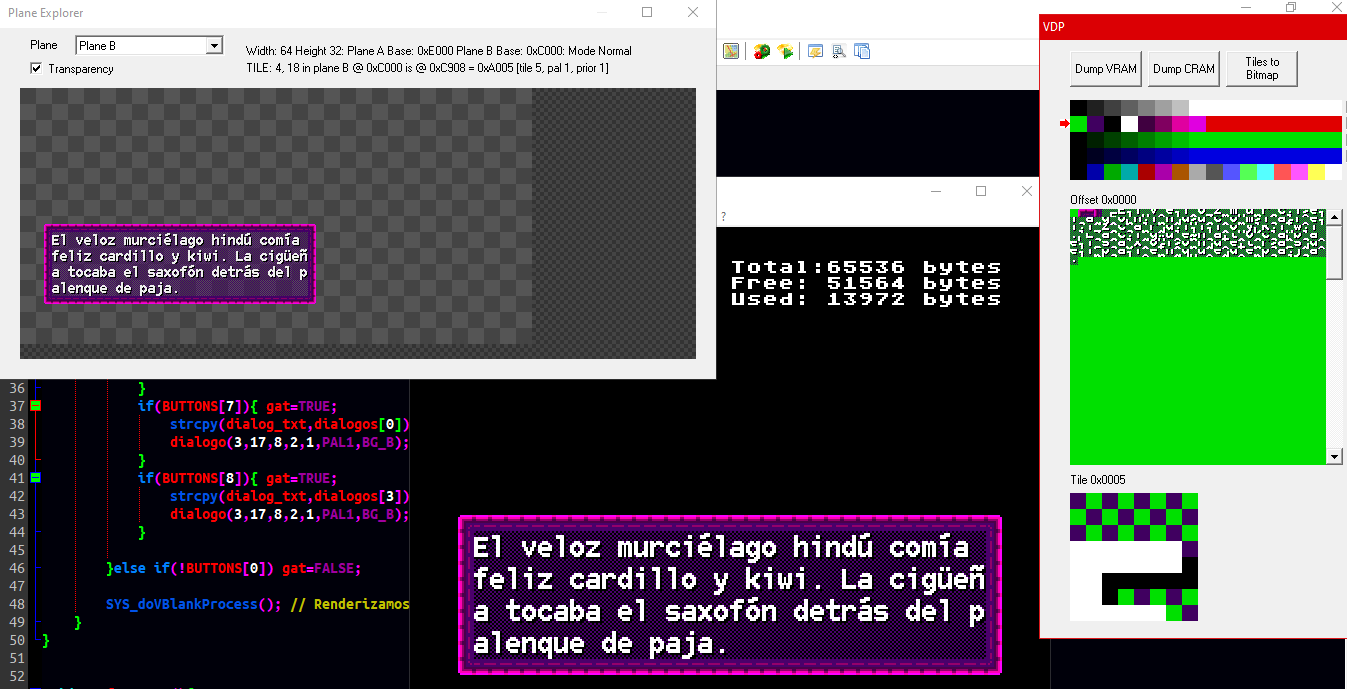 Plane Explorer
Plane
Plane B
Transparency
Width: 64 Height 32: Plane A Base: 0xE000 Plane B Base: 0xC000: Mode Normal
TILE: 4, 18 in plane B @ 0xC000 is @ 0xC908 = 0xA005 [tile 5, pal 1, prior 1]
El veloz murciélago hindú comía
feliz cardillo y kiwi. La cigüeñ
a tocaba el saxofón detrás del p
alenque de paja.
?
Total:65536 bytes
Free: 51564 bytes
Used: 13972 bytes
VDP
Dump VRAM
Dump CRAM
Tiles to
Bitmap
Offset 0x0000
Tile 0x0005
36 }
37 if(BUTTONS[7]){ gat=TRUE;
38 strcpy(dialog_txt,dialogos[0])
39 dialogo(3,17,8,2,1,PAL1,BG_B);
40 }
41 if(BUTTONS[8]){ gat=TRUE;
42 strcpy(dialog_txt,dialogos[3])
43 dialogo(3,17,8,2,1,PAL1,BG_B);
44 }
45
46 }else if(!BUTTONS[0]) gat=FALSE;
47
48 SYS_doVBlankProcess(); // Renderizamos
49 }
50 }
51
52
El veloz murciélago hindú comía
feliz cardillo y kiwi. La cigüeñ
a tocaba el saxofón detrás del p
alenque de paja.